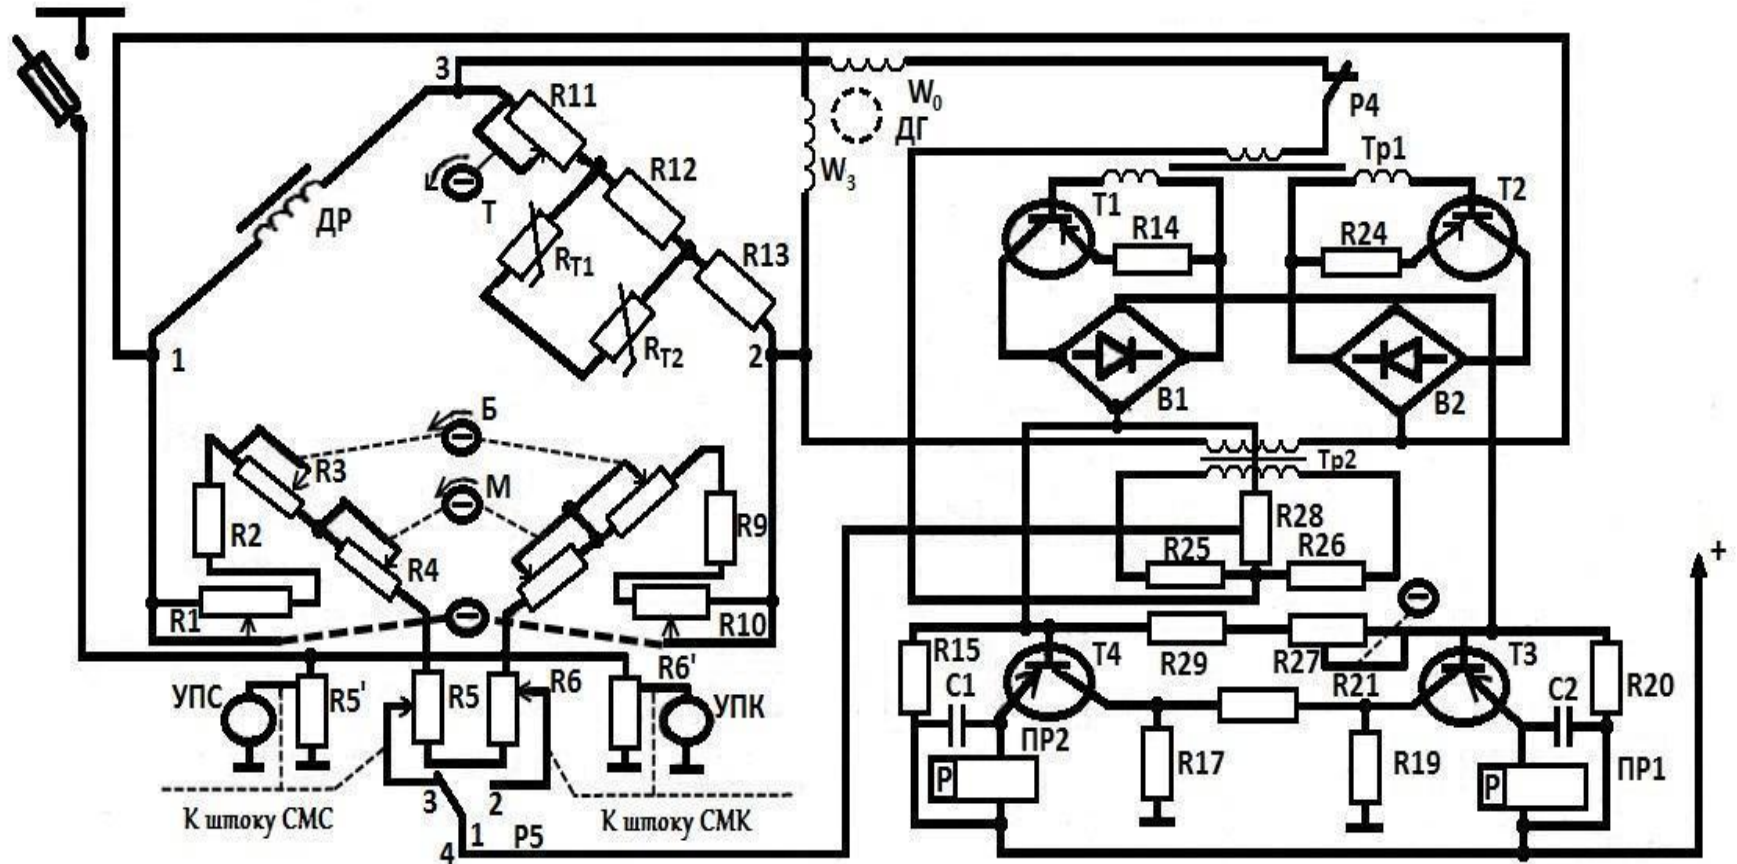 3
R11
W0
ДГ
P4
Tp1
R12
W3
T1
T2
T
ДР
RT1
R13
R14
R24
1
RT2
2
B1
B2
Б
R3
М
Tp2
R2
R4
R9
R28
R25
R26
+
R1
R10
R15
R29
R27
T4
T3
R6'
УПС
R5'
R5
R6
УПК
C1
R21
C2
R20
ПР2
R17
R19
ПР1
P
P
3
2
К штоку СМС
1
P5
К штоку СМК
4